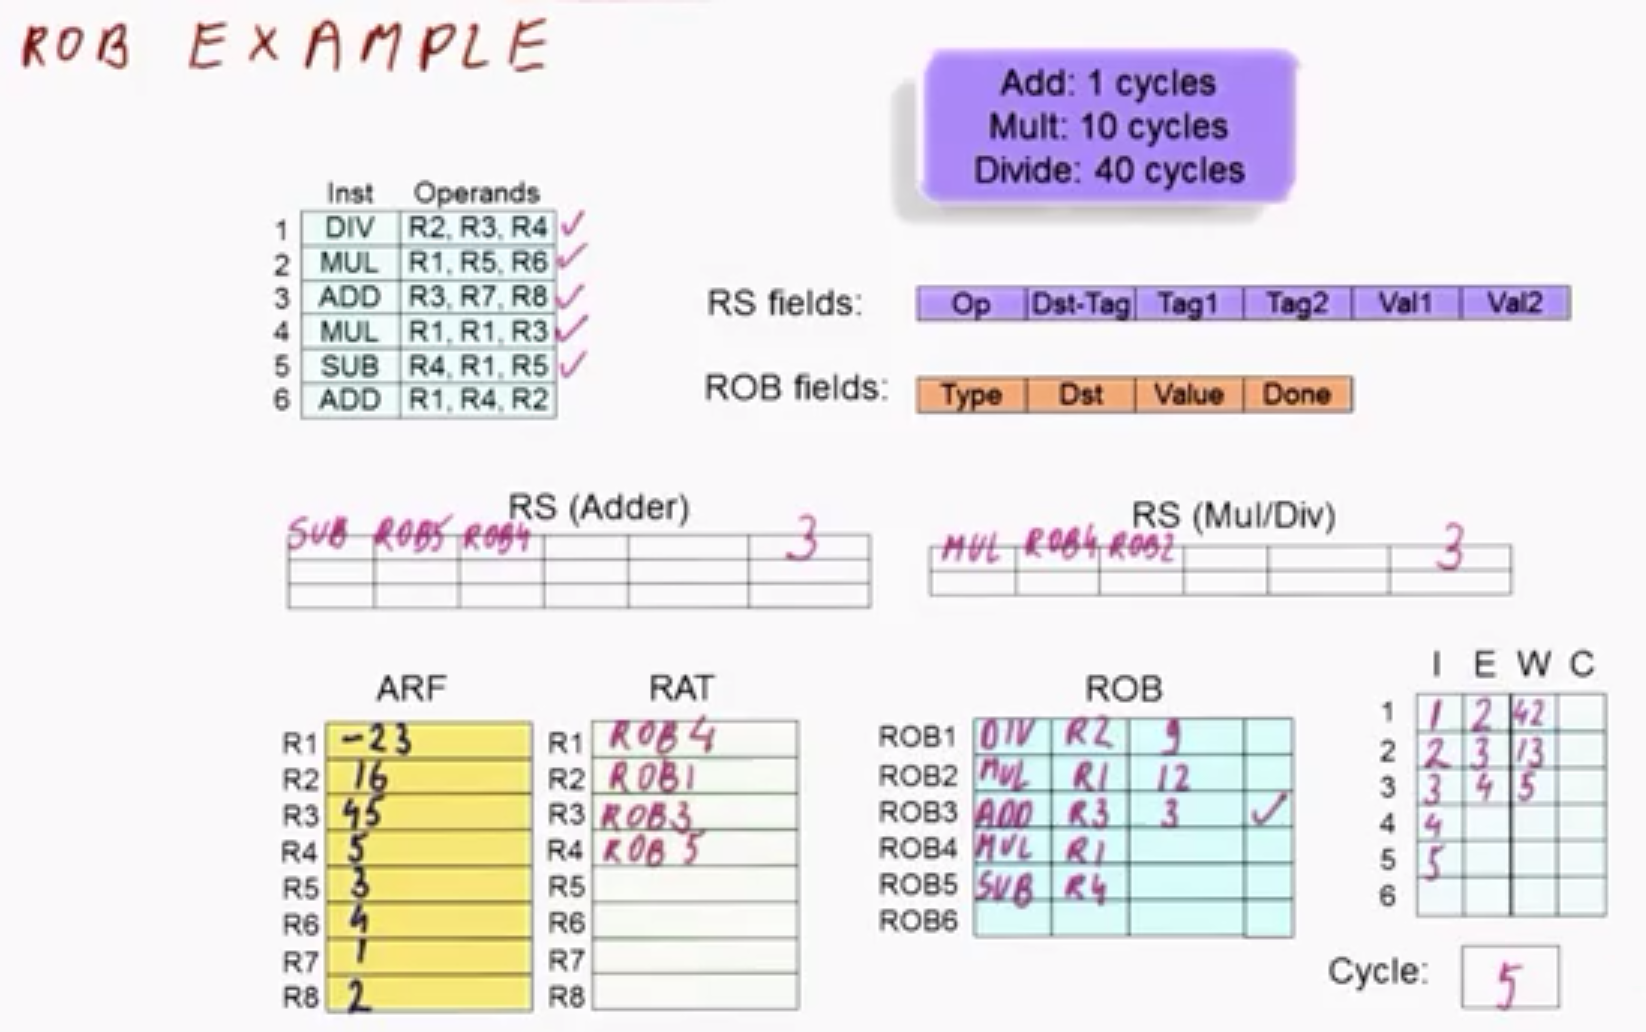 ROB EXAMPLE
Add: 1 cycles
Mult: 10 cycles
Divide: 40 cycles
Inst Operands
1 DIV R2, R3, R4 ✓
2 MUL R1, R5, R6 ✓
3 ADD R3, R7, R8 ✓
4 MUL R1, R1, R3 ✓
5 SUB R4, R1, R5 ✓
6 ADD R1, R4, R2
RS fields: Op Dst-Tag Tag1 Tag2 Val1 Val2
ROB fields: Type Dst Value Done
RS (Adder)
SUB ROB5 ROB4 3
RS (Mul/Div)
MUL ROB4 ROB2 3
ARF
R1 -23
R2 16
R3 45
R4 5
R5 3
R6 4
R7 1
R8 2
RAT
R1 ROB4
R2 ROB1
R3 ROB3
R4 ROB5
R5
R6
R7
R8
ROB
ROB1 DIV R2 9
ROB2 MUL R1 12
ROB3 ADD R3 3 ✓
ROB4 MUL R1
ROB5 SUB R4
ROB6
I E W C
1 1 2 42
2 2 3 13
3 3 4 5
4 4
5 5
6
Cycle: 5